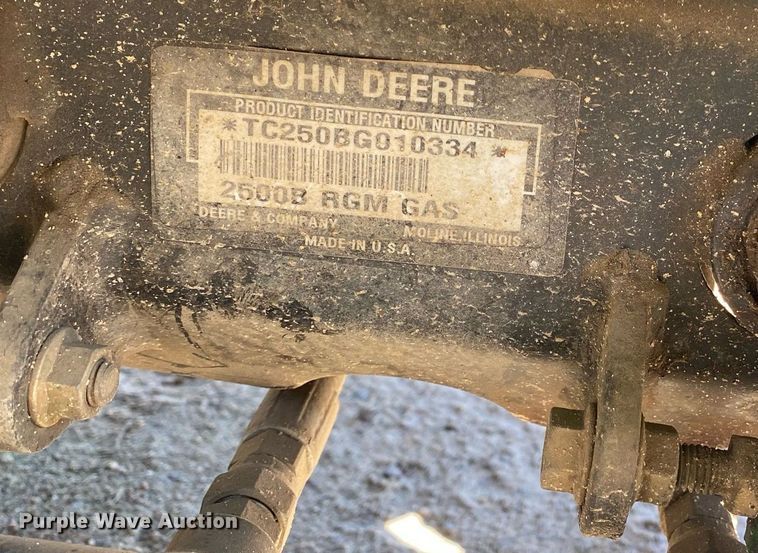 JOHN DEERE
PRODUCT IDENTIFICATION NUMBER
*TC250BG010334*
2500B RGM GAS
DEERE & COMPANY MOLINE, ILLINOIS
MADE IN U.S.A.
Purple Wave Auction